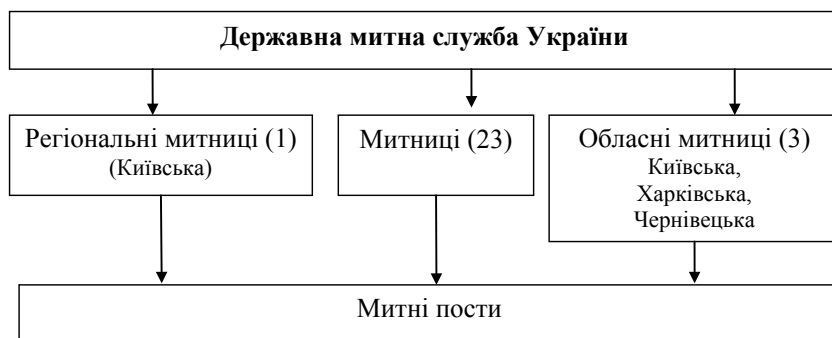 Державна митна служба України
Регіональні митниці (1)
(Київська)
Митниці (23)
Обласні митниці (3)
Київська,
Харківська,
Чернівецька
Митні пости